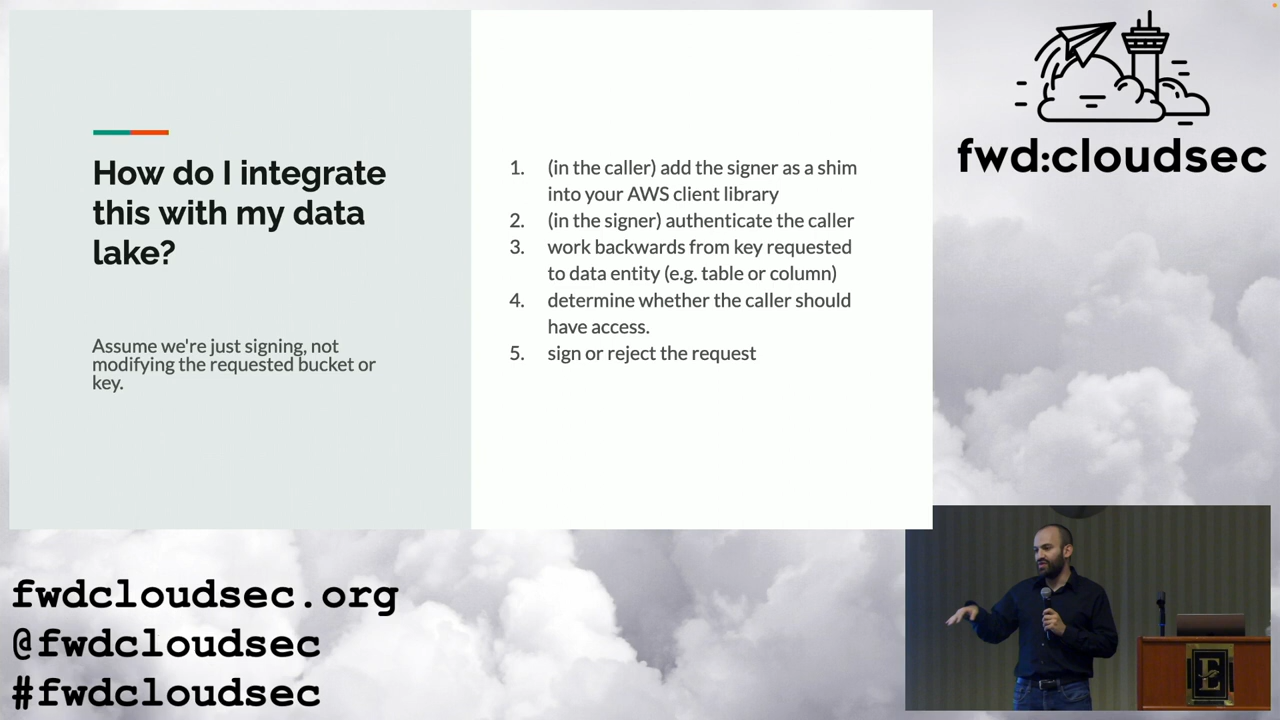 How do I integrate
this with my data
lake?
Assume we're just signing, not
modifying the requested bucket or
key.
1. (in the caller) add the signer as a shim
into your AWS client library
2. (in the signer) authenticate the caller
3. work backwards from key requested
to data entity (e.g. table or column)
4. determine whether the caller should
have access.
5. sign or reject the request
fwd:cloudsec
fwdcloudsec.org
@fwdcloudsec
#fwdcloudsec
E